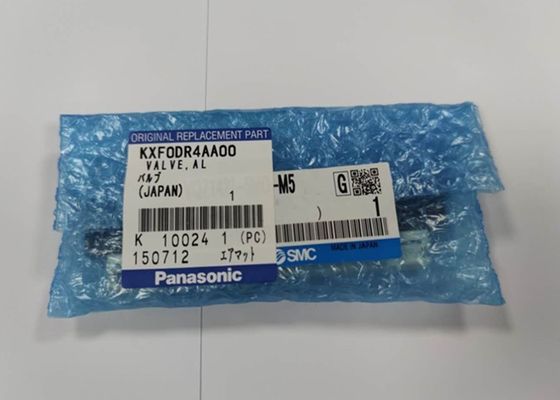 ORIGINAL REPLACEMENT PART
KXF0DR4AA00
VALVE,AL
バルブ
(JAPAN) 1
K 10024 1 (PC)
150712 エアマット
Panasonic
-M5 G
) 1
SMC MADE IN JAPAN